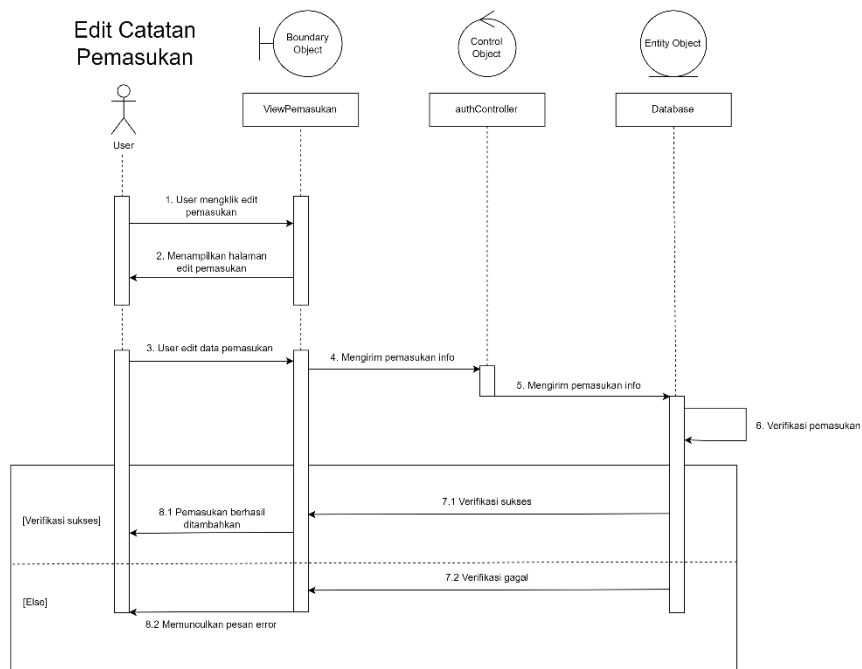 Edit Catatan
Pemasukan
Boundary
Object
Control
Object
Entity Object
User
ViewPemasukan
authController
Database
1. User mengklik edit
pemasukan
2. Menampilkan halaman
edit pemasukan
3. User edit data pemasukan
4. Mengirim pemasukan info
5. Mengirim pemasukan info
6. Verifikasi pemasukan
[Verifikasi sukses]
7.1 Verifikasi sukses
8.1 Pemasukan berhasil
ditambahkan
[Else]
7.2 Verifikasi gagal
8.2 Memunculkan pesan error